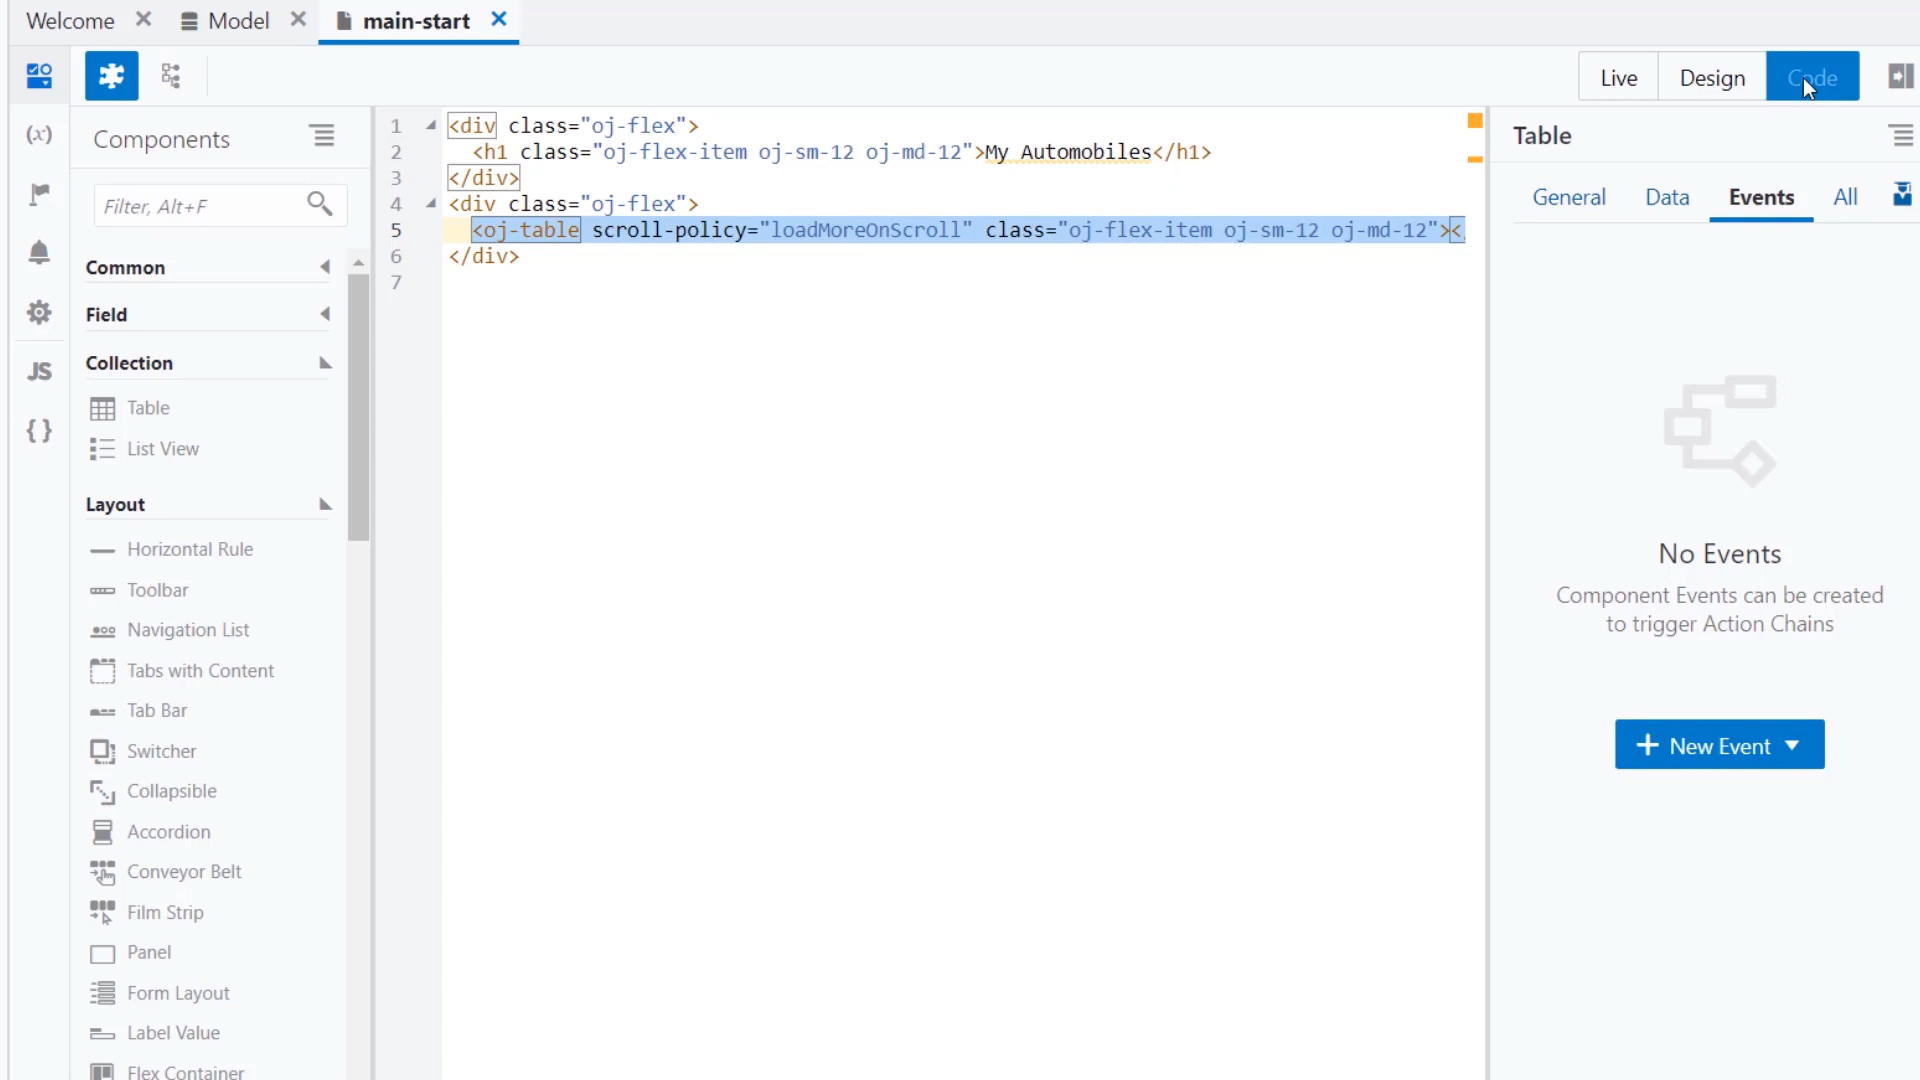 Welcome
Model
main-start
Live
Design
Code
Components
Filter, Alt+F
Common
Field
Collection
Table
List View
Layout
Horizontal Rule
Toolbar
Navigation List
Tabs with Content
Tab Bar
Switcher
Collapsible
Accordion
Conveyor Belt
Film Strip
Panel
Form Layout
Label Value
Flex Container
(x)
JS
{ }
1 <div class="oj-flex">
2 <h1 class="oj-flex-item oj-sm-12 oj-md-12">My Automobiles</h1>
3 </div>
4 <div class="oj-flex">
5 <oj-table scroll-policy="loadMoreOnScroll" class="oj-flex-item oj-sm-12 oj-md-12"><
6 </div>
7
Table
General
Data
Events
All
No Events
Component Events can be created
to trigger Action Chains
+ New Event